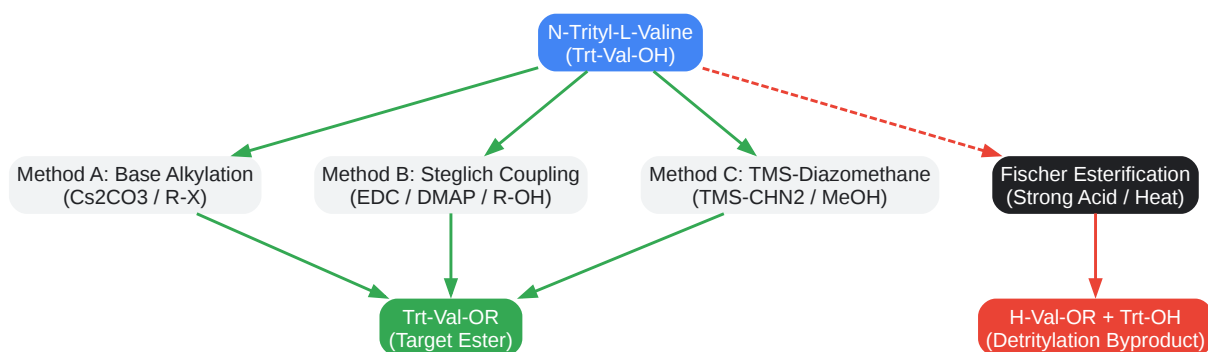 N-Trityl-L-Valine
(Trt-Val-OH)
Method A: Base Alkylation
(Cs2CO3 / R-X)
Method B: Steglich Coupling
(EDC / DMAP / R-OH)
Method C: TMS-Diazomethane
(TMS-CHN2 / MeOH)
Fischer Esterification
(Strong Acid / Heat)
Trt-Val-OR
(Target Ester)
H-Val-OR + Trt-OH
(Detritylation Byproduct)